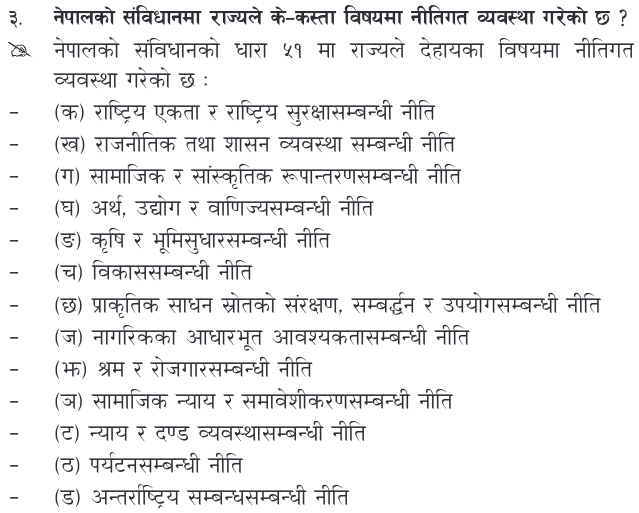 ३. नेपालको संविधानमा राज्यले के–कस्ता विषयमा नीतिगत व्यवस्था गरेको छ ?
नेपालको संविधानको धारा ५१ मा राज्यले देहायका विषयमा नीतिगत
व्यवस्था गरेको छ :
– (क) राष्ट्रिय एकता र राष्ट्रिय सुरक्षासम्बन्धी नीति
– (ख) राजनीतिक तथा शासन व्यवस्था सम्बन्धी नीति
– (ग) सामाजिक र सांस्कृतिक रूपान्तरणसम्बन्धी नीति
– (घ) अर्थ, उद्योग र वाणिज्यसम्बन्धी नीति
– (ङ) कृषि र भूमिसुधारसम्बन्धी नीति
– (च) विकाससम्बन्धी नीति
– (छ) प्राकृतिक साधन स्रोतको संरक्षण, सम्बर्द्धन र उपयोगसम्बन्धी नीति
– (ज) नागरिकका आधारभूत आवश्यकतासम्बन्धी नीति
– (झ) श्रम र रोजगारसम्बन्धी नीति
– (ञ) सामाजिक न्याय र समावेशीकरणसम्बन्धी नीति
– (ट) न्याय र दण्ड व्यवस्थासम्बन्धी नीति
– (ठ) पर्यटनसम्बन्धी नीति
– (ड) अन्तर्राष्ट्रिय सम्बन्धसम्बन्धी नीति